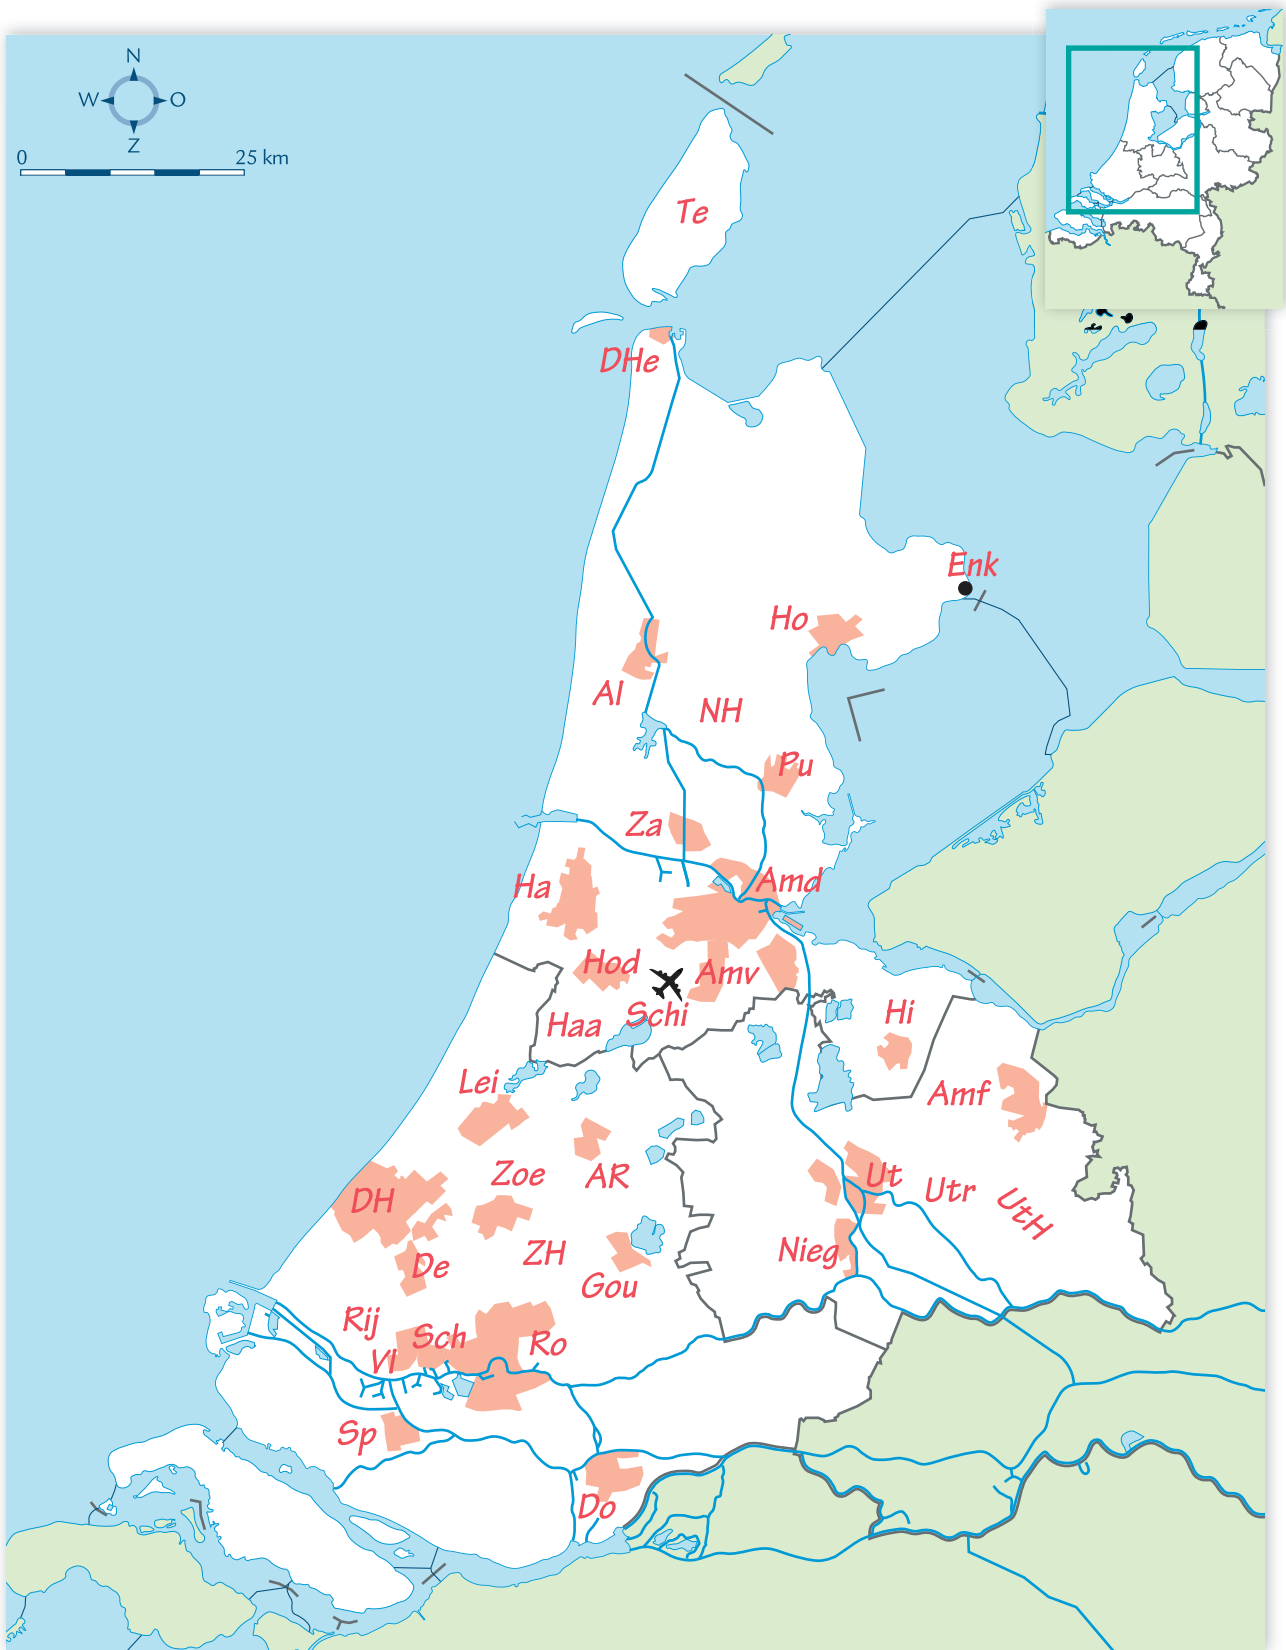 N
W O
Z
0 25 km
Te
DHe
Enk
Ho
Al
NH
Pu
Za
Amd
Ha
Hod
Amv
Schi
Haa
Hi
Lei
Amf
Zoe
AR
Ut
Utr
UtH
DH
ZH
Nieg
De
Gou
Rij
Sch
Ro
Vl
Sp
Do